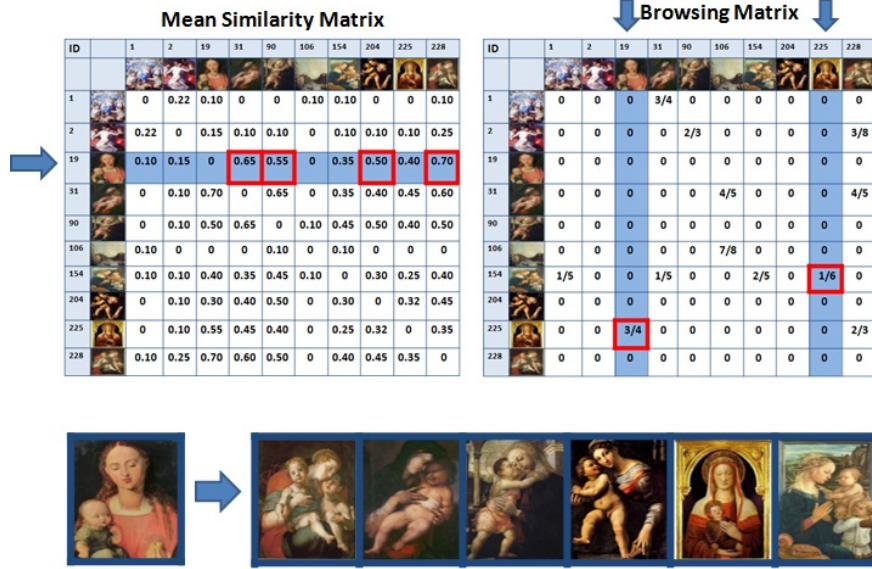 Mean Similarity Matrix
ID 1 2 19 31 90 106 154 204 225 228
1 0 0.22 0.10 0 0 0.10 0.10 0 0 0.10
2 0.22 0 0.15 0.10 0.10 0 0.10 0.10 0.10 0.25
19 0.10 0.15 0 0.65 0.55 0 0.35 0.50 0.40 0.70
31 0 0.10 0.70 0 0.65 0 0.35 0.40 0.45 0.60
90 0 0.10 0.50 0.65 0 0.10 0.45 0.50 0.40 0.50
106 0.10 0 0 0 0.10 0 0.10 0 0 0
154 0.10 0.10 0.40 0.35 0.45 0.10 0 0.30 0.25 0.40
204 0 0.10 0.30 0.40 0.50 0 0.30 0 0.32 0.45
225 0 0.10 0.55 0.45 0.40 0 0.25 0.32 0 0.35
228 0.10 0.25 0.70 0.60 0.50 0 0.40 0.45 0.35 0
Browsing Matrix
ID 1 2 19 31 90 106 154 204 225 228
1 0 0 0 3/4 0 0 0 0 0 0
2 0 0 0 0 2/3 0 0 0 0 3/8
19 0 0 0 0 0 0 0 0 0 0
31 0 0 0 0 0 4/5 0 0 0 4/5
90 0 0 0 0 0 0 0 0 0 0
106 0 0 0 0 0 7/8 0 0 0 0
154 1/5 0 0 1/5 0 0 2/5 0 1/6 0
204 0 0 0 0 0 0 0 0 0 0
225 0 0 3/4 0 0 0 0 0 0 2/3
228 0 0 0 0 0 0 0 0 0 0